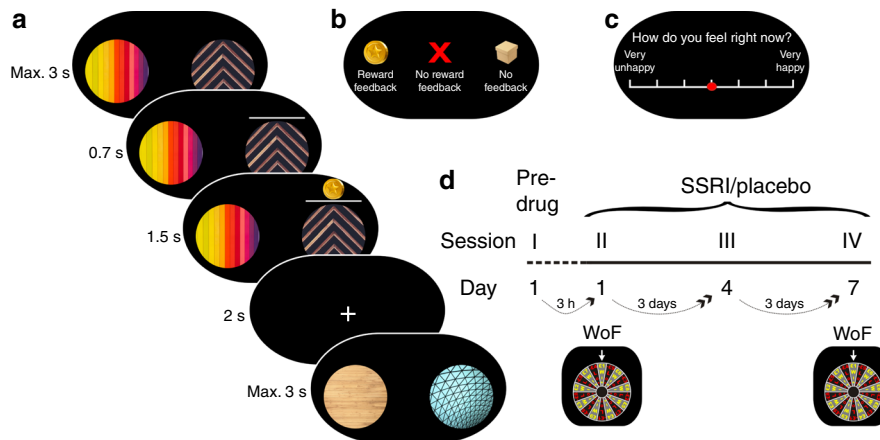 a
Max. 3 s
0.7 s
1.5 s
2 s
Max. 3 s
b
Reward
feedback
No reward
feedback
No
feedback
c
How do you feel right now?
Very
unhappy
Very
happy
d
Pre-
drug
SSRI/placebo
Session I II III IV
Day 1 3 h 1 3 days 4 3 days 7
WoF WoF